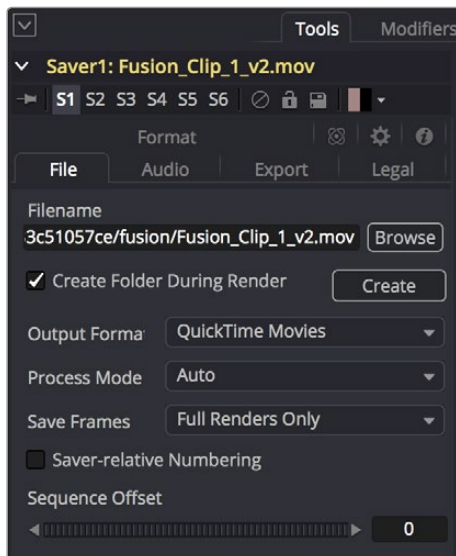 Tools Modifiers
Saver1: Fusion_Clip_1_v2.mov
S1 S2 S3 S4 S5 S6
Format
File Audio Export Legal
Filename
3c51057ce/fusion/Fusion_Clip_1_v2.mov Browse
Create Folder During Render Create
Output Forma QuickTime Movies
Process Mode Auto
Save Frames Full Renders Only
Saver-relative Numbering
Sequence Offset
0